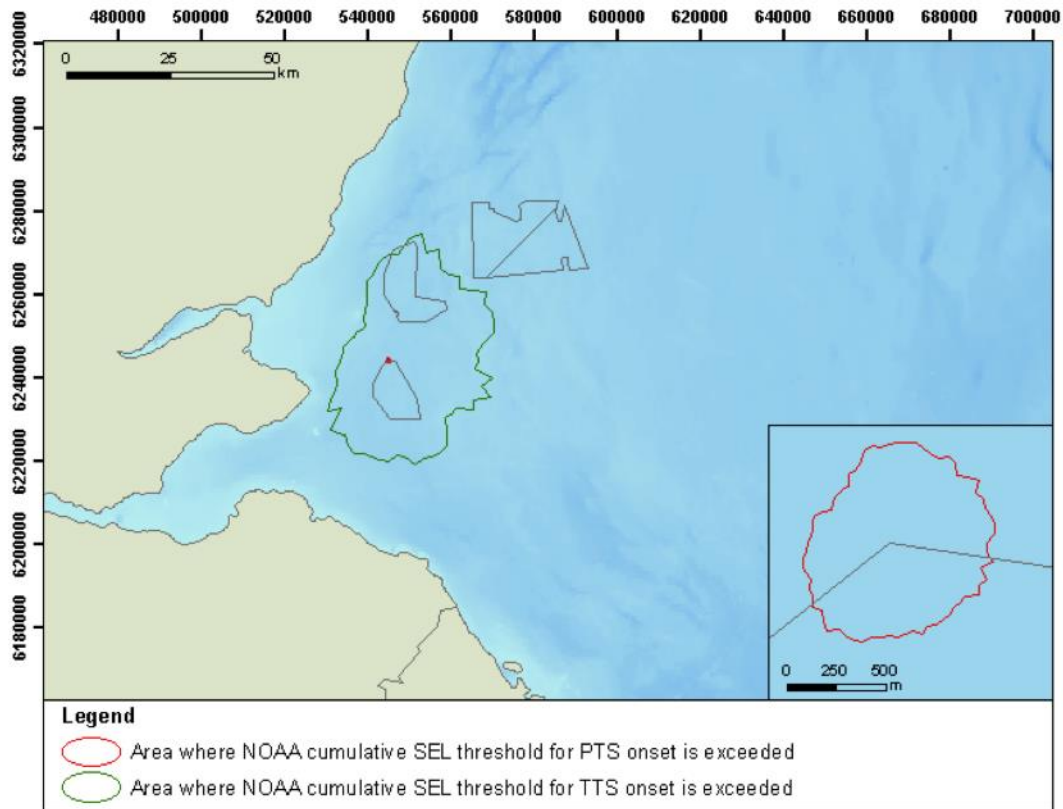 480000 500000 520000 540000 560000 580000 600000 620000 640000 660000 680000 700000
6320000
6300000
6280000
6260000
6240000
6220000
6200000
6180000
0 25 50
km
0 250 500
m
Legend
Area where NOAA cumulative SEL threshold for PTS onset is exceeded
Area where NOAA cumulative SEL threshold for TTS onset is exceeded